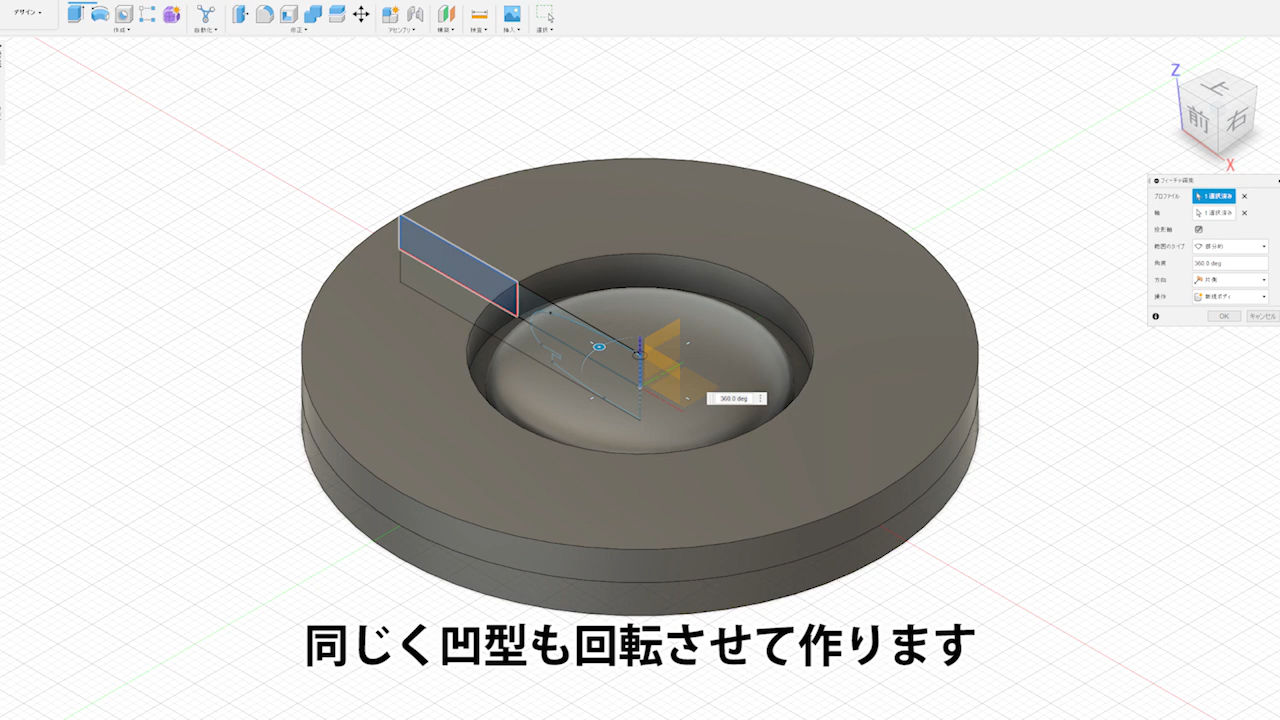 デザイン
作成
自動化
修正
アセンブリ
構築
検査
挿入
選択
Z
上
前
右
X
フィーチャ編集
プロファイル 1 選択済み
軸 1 選択済み
投影軸
範囲のタイプ 部分的
角度 360.0 deg
方向 片側
操作 新規ボディ
OK キャンセル
360.0 deg
同じく凹型も回転させて作ります